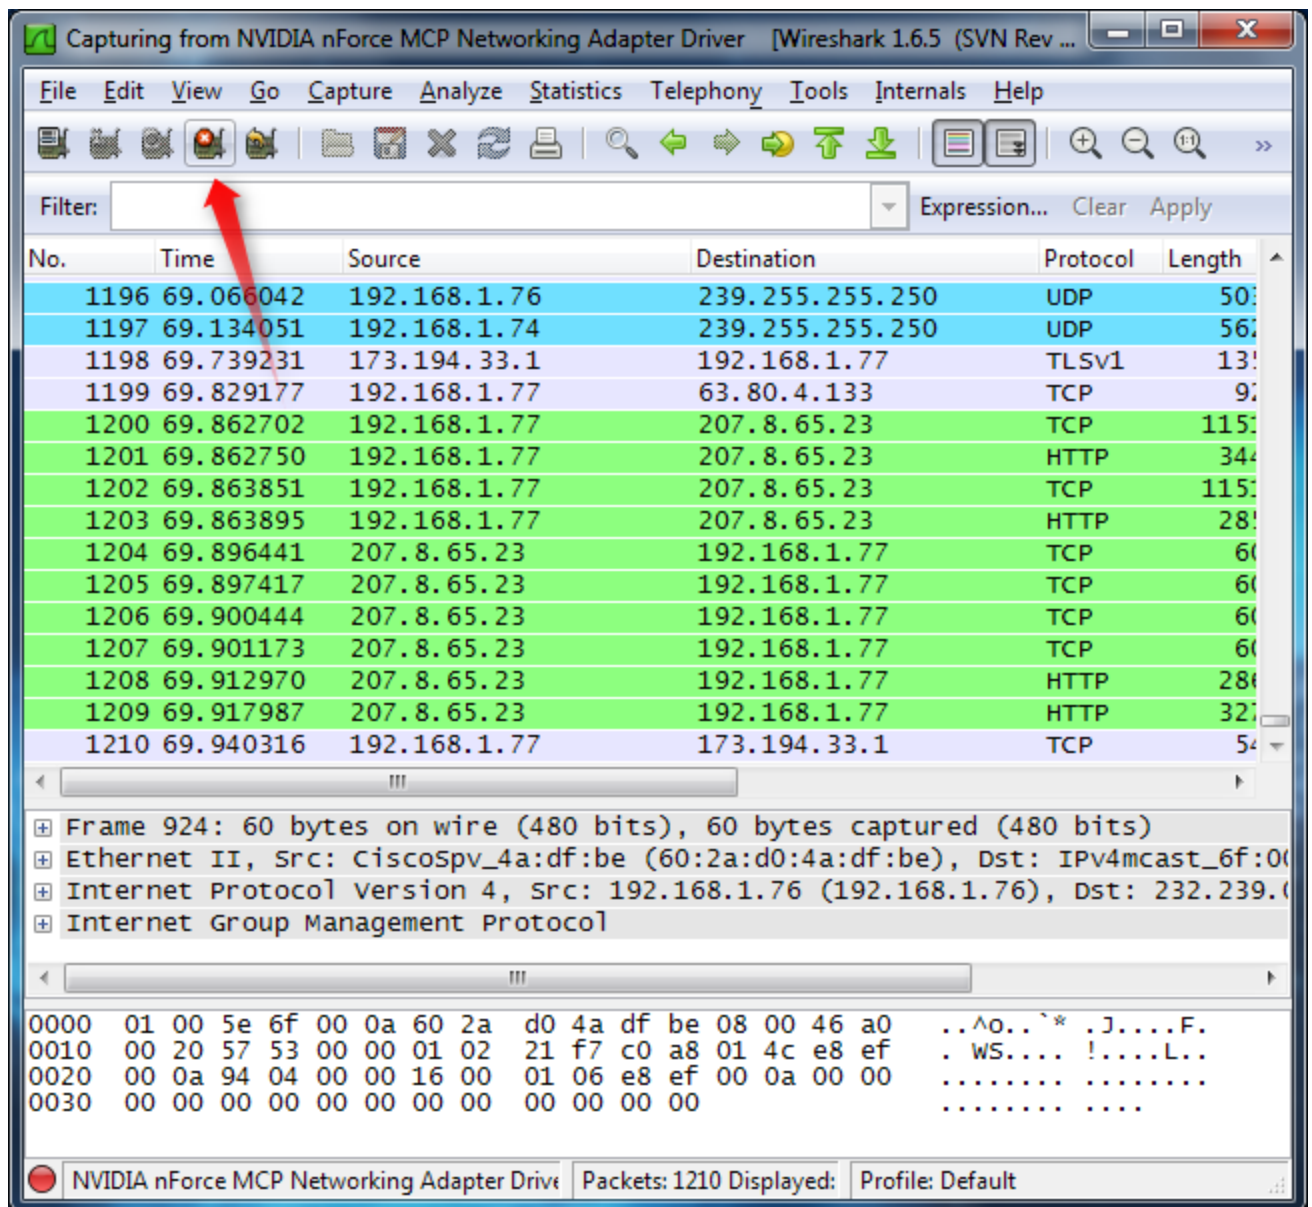 Capturing from NVIDIA nForce MCP Networking Adapter Driver [Wireshark 1.6.5 (SVN Rev ...
File Edit View Go Capture Analyze Statistics Telephony Tools Internals Help
Filter: Expression... Clear Apply
No. Time Source Destination Protocol Length
1196 69.066042 192.168.1.76 239.255.255.250 UDP 503
1197 69.134051 192.168.1.74 239.255.255.250 UDP 562
1198 69.739231 173.194.33.1 192.168.1.77 TLSv1
1199 69.829177 192.168.1.77 63.80.4.133 TCP 92
1200 69.862702 192.168.1.77 207.8.65.23 TCP
1201 69.862750 192.168.1.77 207.8.65.23 HTTP 344
1202 69.863851 192.168.1.77 207.8.65.23 TCP
1203 69.863895 192.168.1.77 207.8.65.23 HTTP
1204 69.896441 207.8.65.23 192.168.1.77 TCP 60
1205 69.897417 207.8.65.23 192.168.1.77 TCP 60
1206 69.900444 207.8.65.23 192.168.1.77 TCP 60
1207 69.901173 207.8.65.23 192.168.1.77 TCP 60
1208 69.912970 207.8.65.23 192.168.1.77 HTTP 286
1209 69.917987 207.8.65.23 192.168.1.77 HTTP 327
1210 69.940316 192.168.1.77 173.194.33.1 TCP 54
Frame 924: 60 bytes on wire (480 bits), 60 bytes captured (480 bits)
Ethernet II, Src: CiscoSpv_4a:df:be (60:2a:d0:4a:df:be), Dst: IPv4mcast_6f:00
Internet Protocol Version 4, Src: 192.168.1.76 (192.168.1.76), Dst: 232.239.0
Internet Group Management Protocol
0000 01 00 5e 6f 00 0a 60 2a d0 4a df be 08 00 46 a0 ..^o..`* .J....F.
0010 00 20 57 53 00 00 01 02 21 f7 c0 a8 01 4c e8 ef . WS.... !....L..
0020 00 0a 94 04 00 00 16 00 01 06 e8 ef 00 0a 00 00 ........ ........
0030 00 00 00 00 00 00 00 00 00 00 00 00 ........ ....
NVIDIA nForce MCP Networking Adapter Drive Packets: 1210 Displayed: Profile: Default